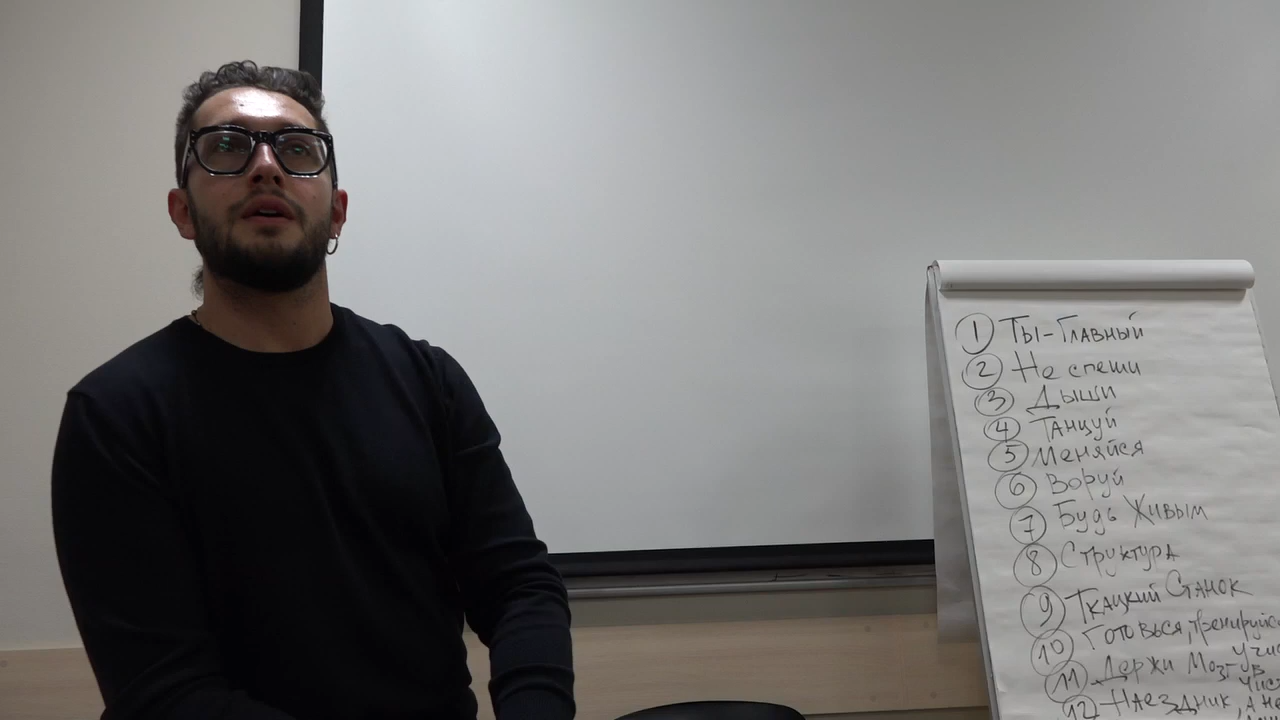 1 Ты-Главный
2 Не спеши
3 Дыши
4 Танцуй
5 Меняйся
6 Воруй
7 Будь Живым
8 Структура
9 Ткацкий Станок
10 Готовься, тренируйся
11 Держи Мозг в
12 Наездник, а не